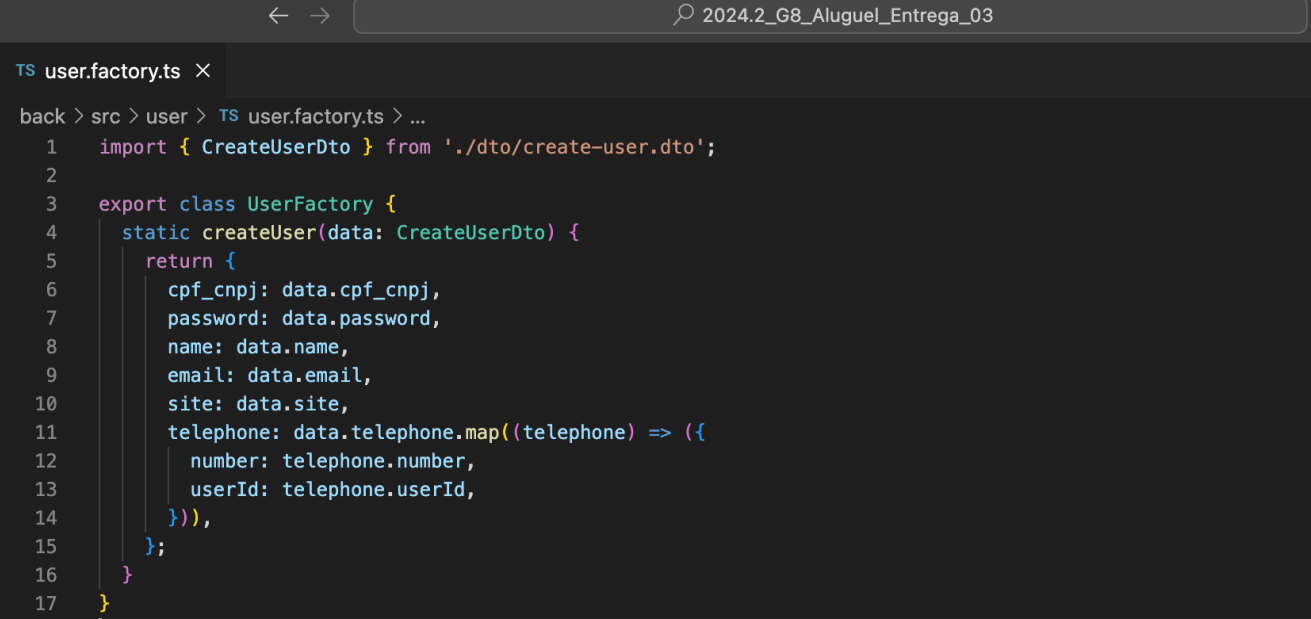 2024.2_G8_Aluguel_Entrega_03
TS user.factory.ts
back > src > user > TS user.factory.ts > ...
1 import { CreateUserDto } from './dto/create-user.dto';
2
3 export class UserFactory {
4   static createUser(data: CreateUserDto) {
5     return {
6       cpf_cnpj: data.cpf_cnpj,
7       password: data.password,
8       name: data.name,
9       email: data.email,
10       site: data.site,
11       telephone: data.telephone.map((telephone) => ({
12         number: telephone.number,
13         userId: telephone.userId,
14       })),
15     };
16   }
17 }